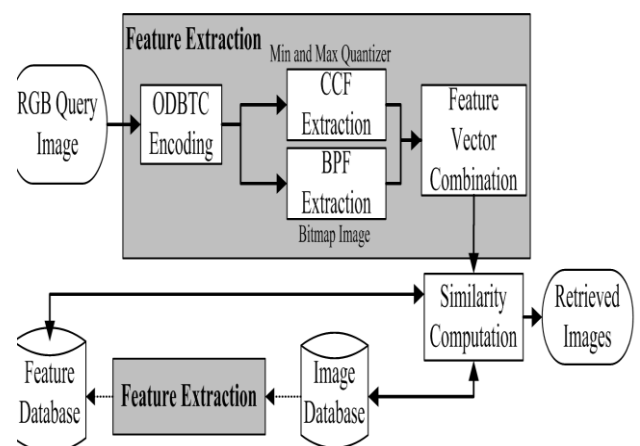 Feature Extraction
Min and Max Quantizer
RGB Query
Image
ODBTC
Encoding
CCF
Extraction
BPF
Extraction
Bitmap Image
Feature
Vector
Combination
Similarity
Computation
Retrieved
Images
Feature
Database
Feature Extraction
Image
Database